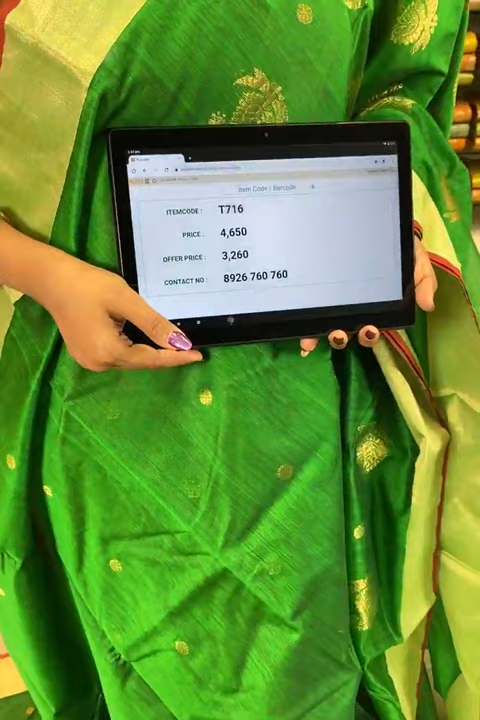 Item Code / Barcode
ITEMCODE : T716
PRICE : 4,650
OFFER PRICE : 3,260
CONTACT NO : 8926 760 760